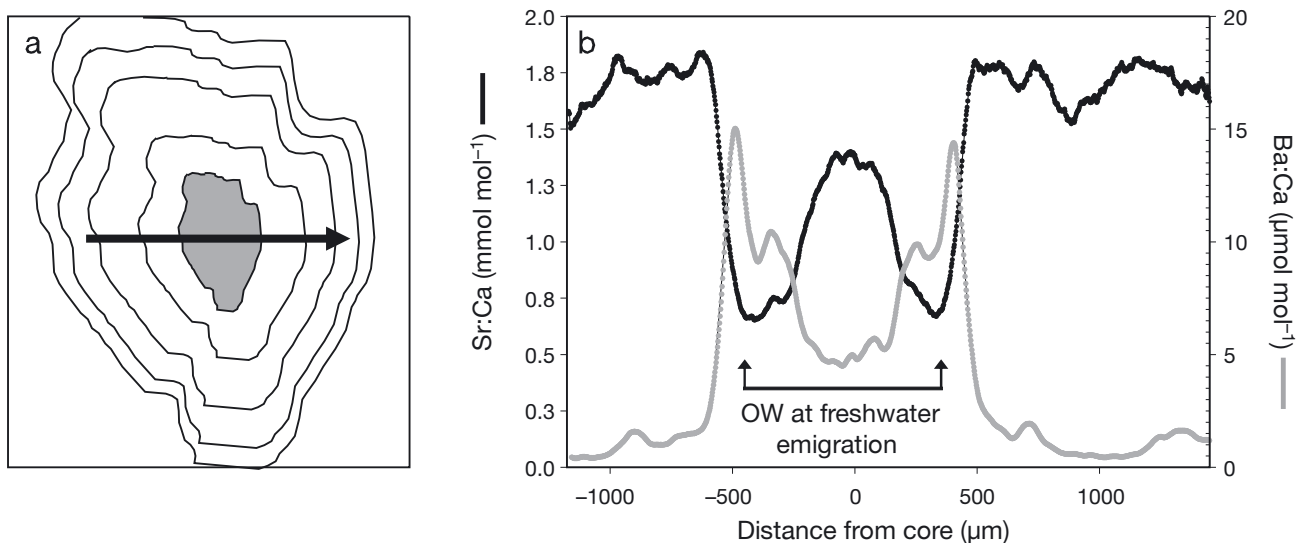 a
b
Sr:Ca (mmol mol–1)
2.0
1.8
1.5
1.3
1.0
0.8
0.5
0.3
0.0
20
15
10
5
0
Ba:Ca (µmol mol–1)
OW at freshwater
emigration
–1000
–500
0
500
1000
Distance from core (µm)